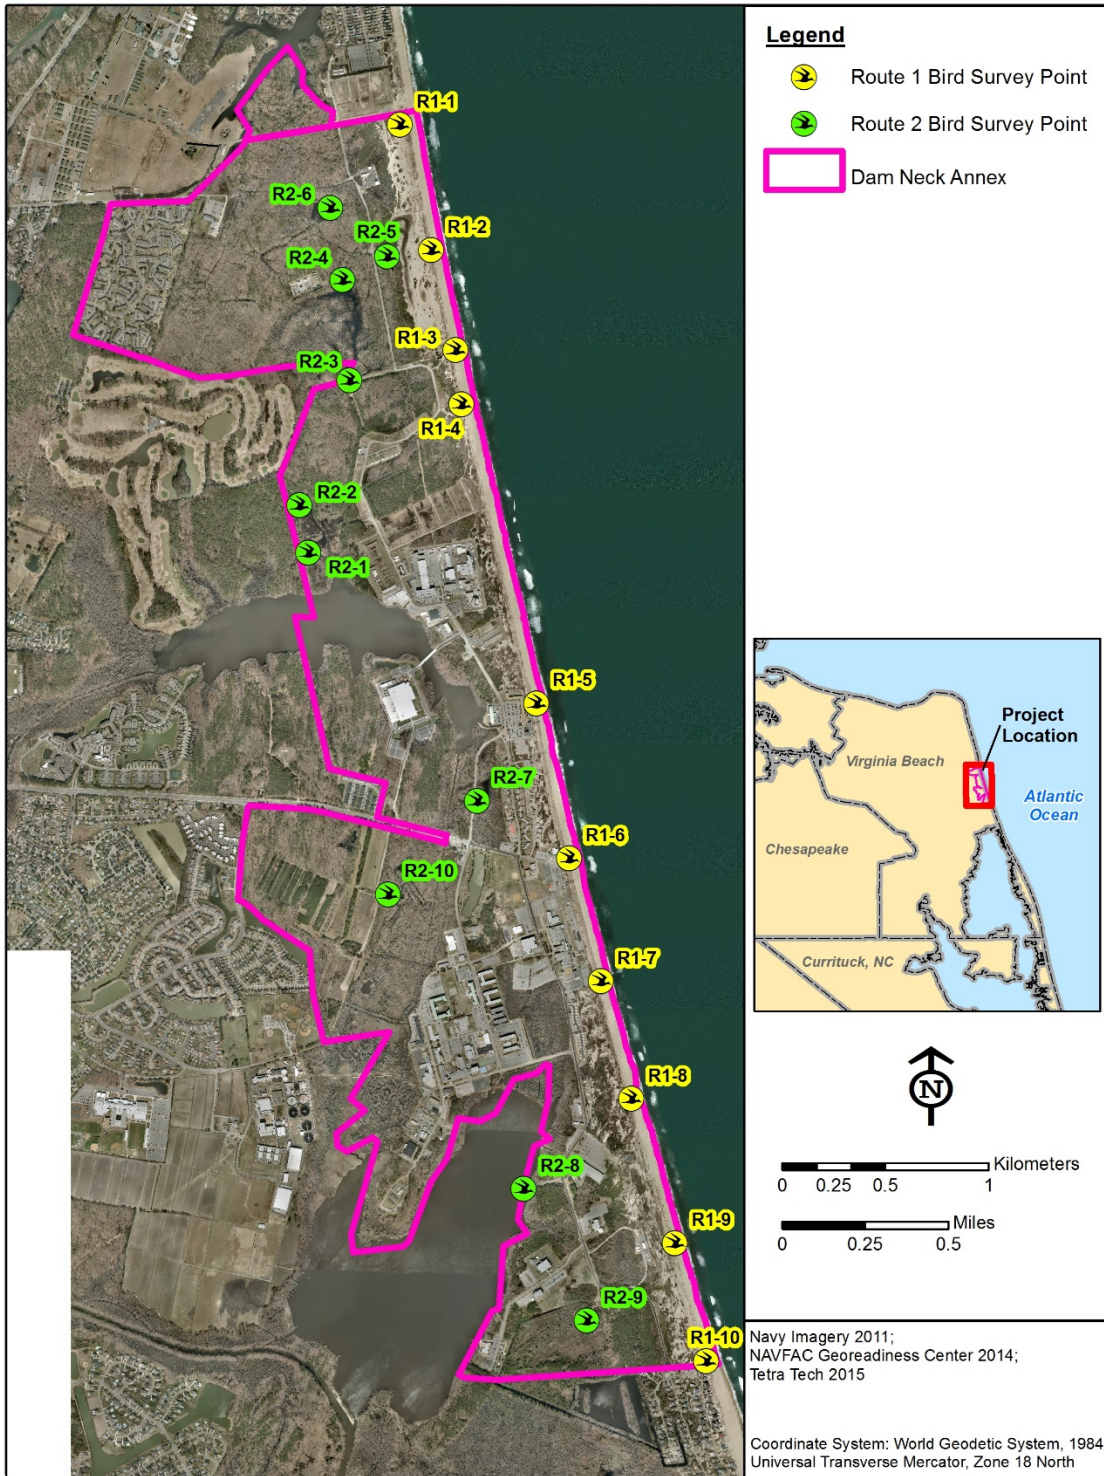 Legend
Route 1 Bird Survey Point
Route 2 Bird Survey Point
Dam Neck Annex
R1-1
R2-6
R1-2
R2-5
R2-4
R1-3
R2-3
R1-4
R2-2
R2-1
R1-5
R2-7
R1-6
R2-10
R1-7
R1-8
R2-8
R1-9
R2-9
R1-10
Project
Location
Virginia Beach
Atlantic
Ocean
Chesapeake
Currituck, NC
N
Kilometers
0 0.25 0.5 1
Miles
0 0.25 0.5
Navy Imagery 2011;
NAVFAC Georeadiness Center 2014;
Tetra Tech 2015
Coordinate System: World Geodetic System, 1984
Universal Transverse Mercator, Zone 18 North